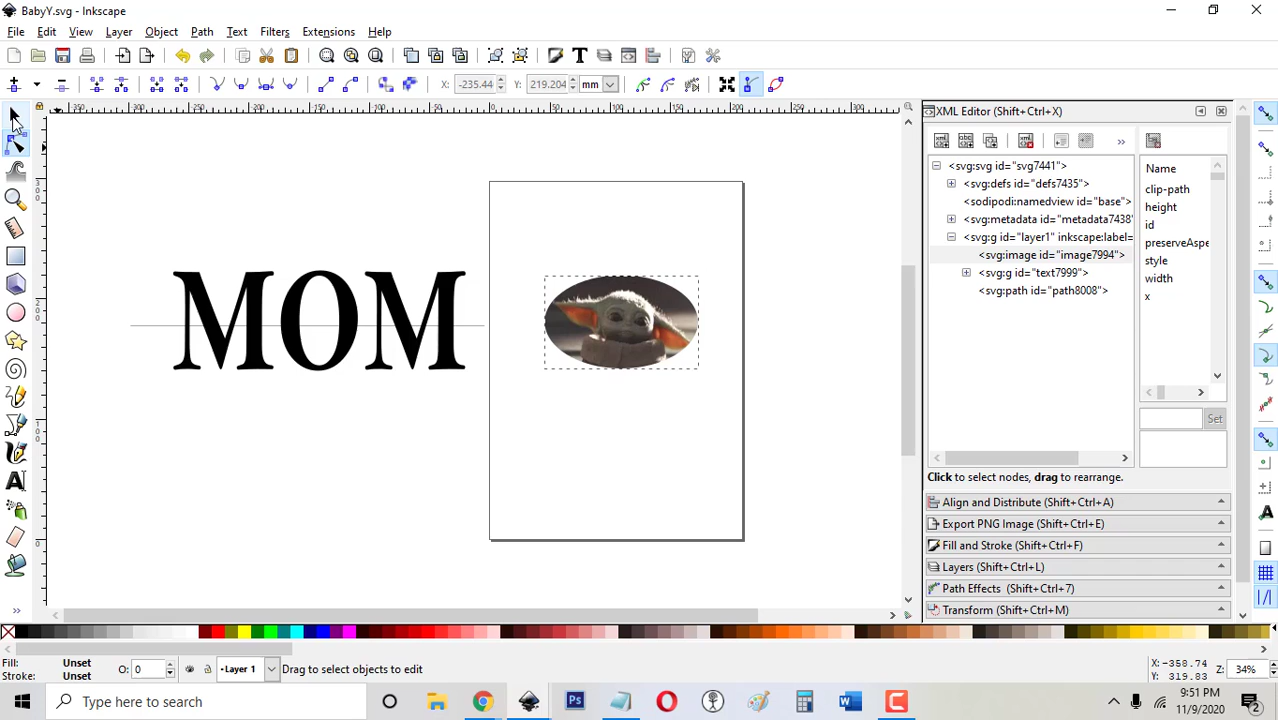 BabyY.svg - Inkscape
File Edit View Layer Object Path Text Filters Extensions Help
X: -235.44 Y: 219.204 mm
XML Editor (Shift+Ctrl+X)
<svg:svg id="svg7441">
<svg:defs id="defs7435">
<sodipodi:namedview id="base">
<svg:metadata id="metadata7438"
<svg:g id="layer1" inkscape:label=
<svg:image id="image7994">
<svg:g id="text7999">
<svg:path id="path8008">
Name
clip-path
height
id
preserveAspe
style
width
x
Set
MOM
Click to select nodes, drag to rearrange.
Align and Distribute (Shift+Ctrl+A)
Export PNG Image (Shift+Ctrl+E)
Fill and Stroke (Shift+Ctrl+F)
Layers (Shift+Ctrl+L)
Path Effects (Shift+Ctrl+7)
Transform (Shift+Ctrl+M)
Fill: Unset
Stroke: Unset
O: 0
Layer 1
Drag to select objects to edit
X: -358.74
Y: 319.83
Z: 34%
Type here to search
9:51 PM
11/9/2020
2